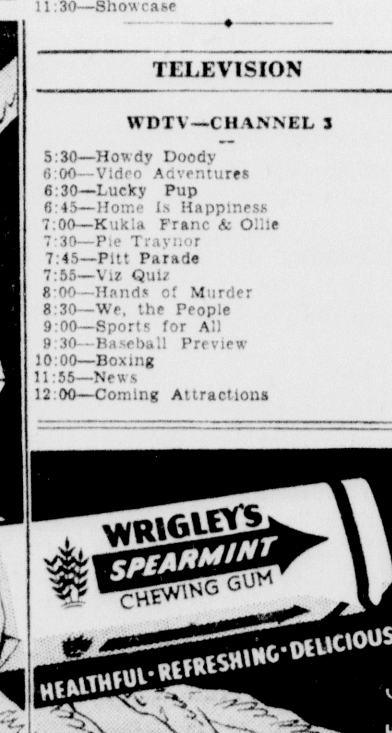 11:30—Showcase
TELEVISION
WDTV—CHANNEL 3
5:30—Howdy Doody
6:00—Video Adventures
6:30—Lucky Pup
6:45—Home Is Happiness
7:00—Kukla Franc & Ollie
7:30—Pie Traynor
7:45—Pitt Parade
7:55—Viz Quiz
8:00—Hands of Murder
8:30—We, the People
9:00—Sports for All
9:30—Baseball Preview
10:00—Boxing
11:55—News
12:00—Coming Attractions
WRIGLEY'S
SPEARMINT
CHEWING GUM
HEALTHFUL·REFRESHING·DELICIOUS